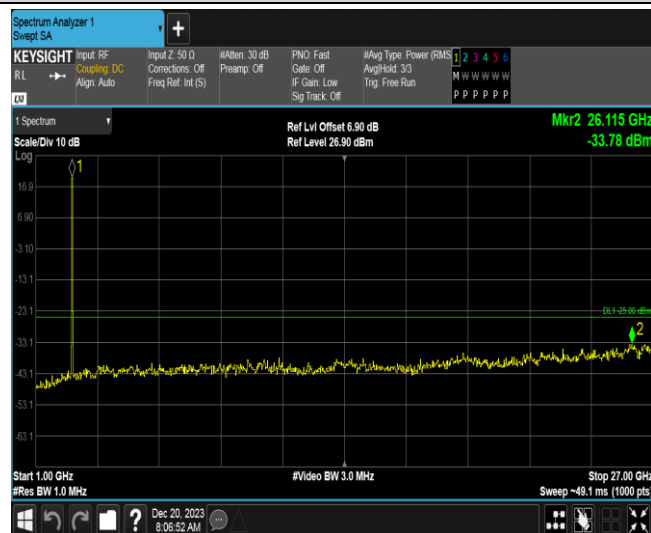 Spectrum Analyzer 1
Swept SA
+
KEYSIGHT Input: RF Input Z: 50 Ω #Atten: 30 dB PNO: Fast #Avg Type: Power (RMS 1 2 3 4 5 6
RL Coupling: DC Corrections: Off Preamp: Off Gate: Off Avg|Hold: 3/3 M W W W W W
Align: Auto Freq Ref: Int (S) IF Gain: Low Trig: Free Run
Sig Track: Off P P P P P P
1 Spectrum Ref Lvl Offset 6.90 dB Mkr2 26.115 GHz
Scale/Div 10 dB Ref Level 26.90 dBm -33.78 dBm
Log
1
16.9
6.90
-3.10
-13.1
-23.1 DL1 -25.00 dBm
-33.1 2
-43.1
-53.1
-63.1
Start 1.00 GHz #Video BW 3.0 MHz Stop 27.00 GHz
#Res BW 1.0 MHz Sweep ~49.1 ms (1000 pts)
? Dec 20, 2023
8:06:52 AM